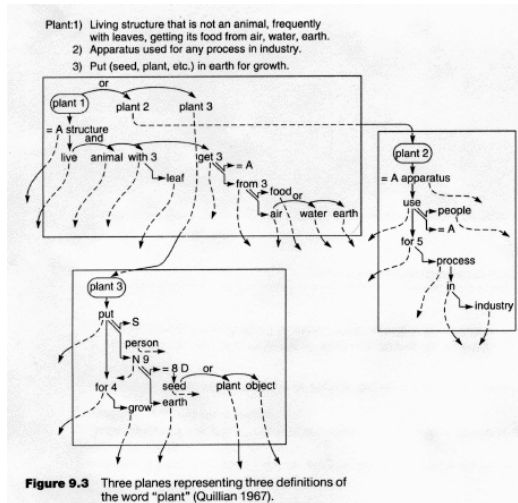 Plant:1) Living structure that is not an animal, frequently
with leaves, getting its food from air, water, earth.
2) Apparatus used for any process in industry.
3) Put (seed, plant, etc.) in earth for growth.
or
plant 1 plant 2 plant 3
= A structure
and
live animal with 3 get 3 = A
leaf from 3 food or
air water earth
plant 2
= A apparatus
use people
= A
for 5
process
in
industry
plant 3
put S
person
N 9 = 8 D or
for 4 seed plant object
grow earth
Figure 9.3 Three planes representing three definitions of
the word “plant” (Quillian 1967).